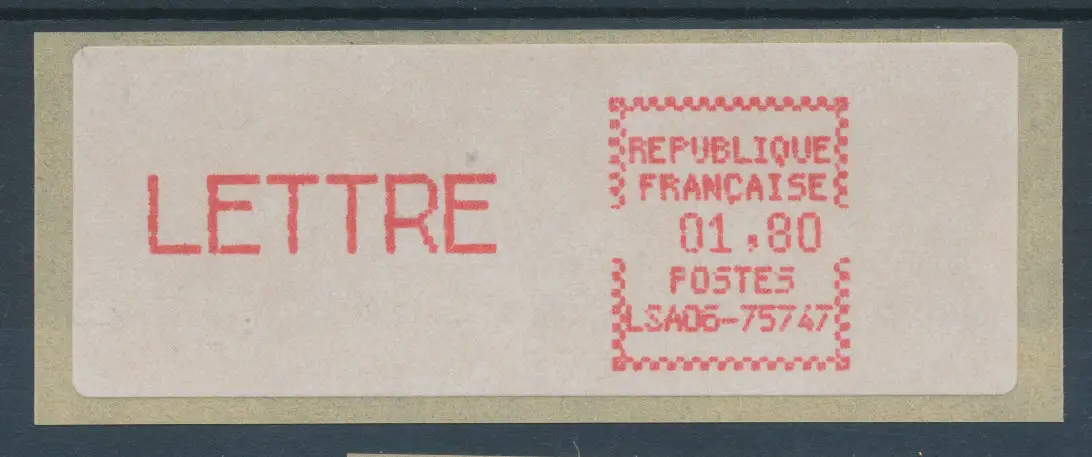 LETTRE
REPUBLIQUE
FRANÇAISE
01,80
POSTES
LSA06-75747